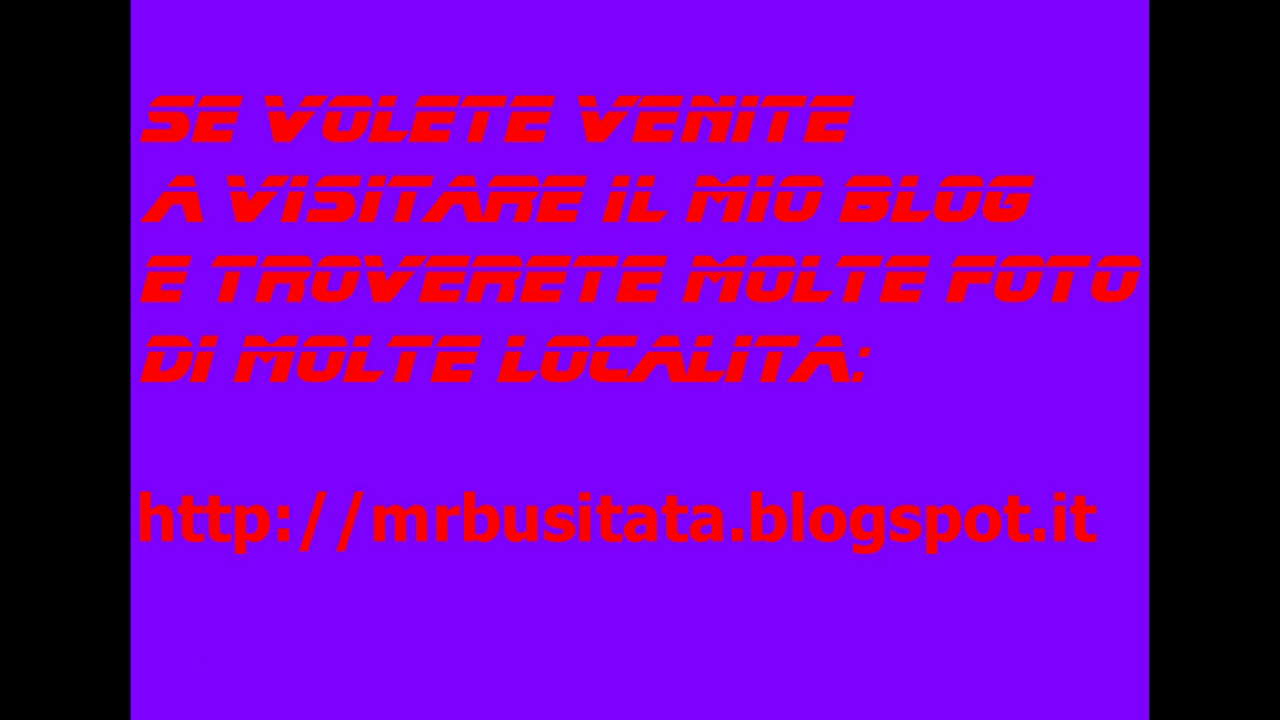 SE VOLETE VENITE
A VISITARE IL MIO BLOG
E TROVERETE MOLTE FOTO
DI MOLTE LOCALITA:
http://mrbusitata.blogspot.it